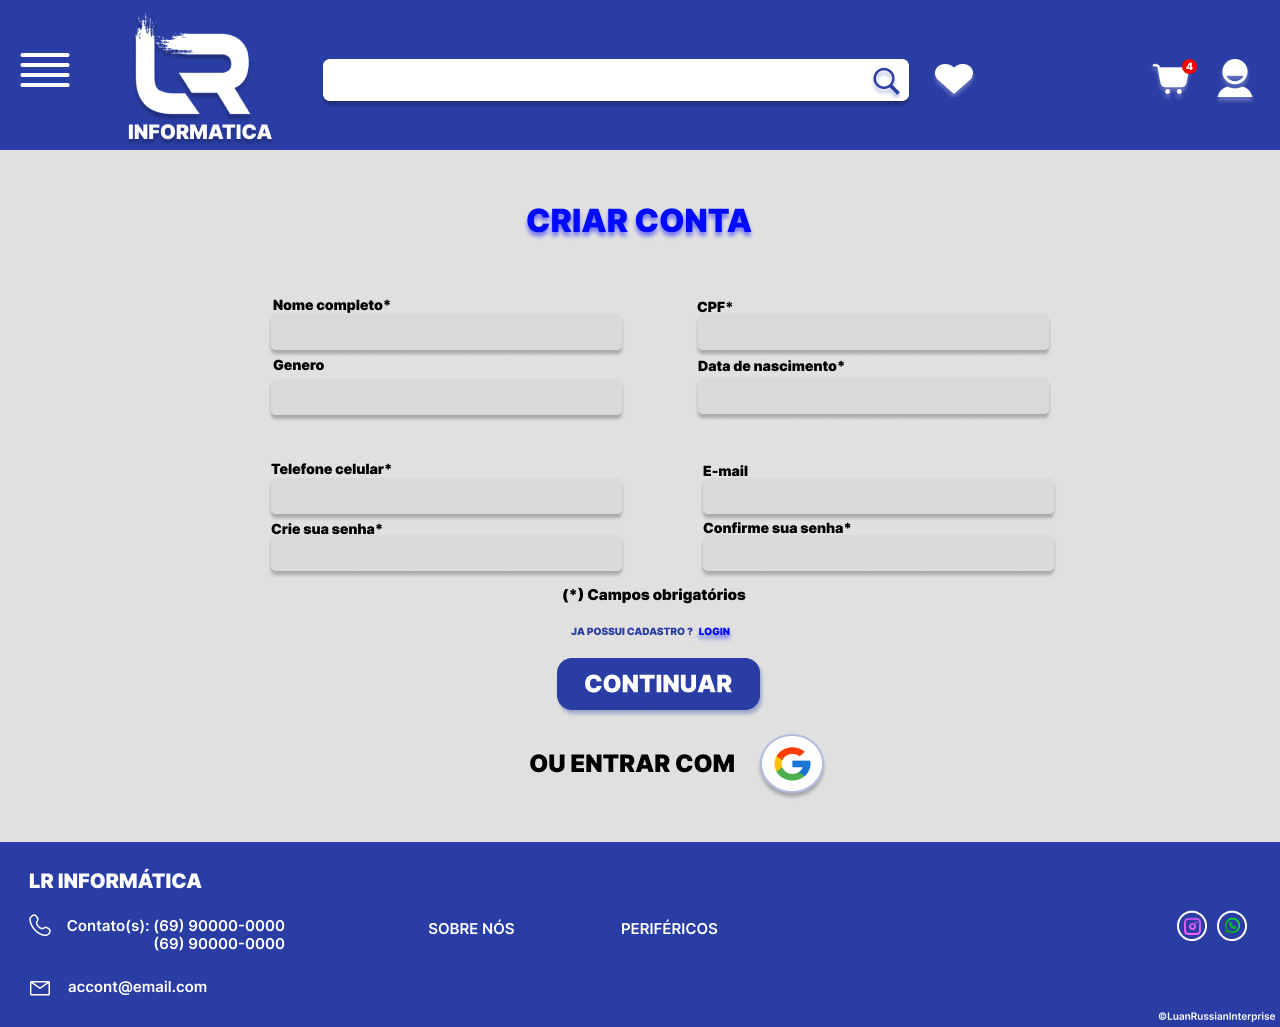 LR
INFORMATICA
4
CRIAR CONTA
Nome completo*
CPF*
Genero
Data de nascimento*
Telefone celular*
E-mail
Crie sua senha*
Confirme sua senha*
(*) Campos obrigatórios
JA POSSUI CADASTRO ? LOGIN
CONTINUAR
OU ENTRAR COM
G
LR INFORMÁTICA
Contato(s): (69) 90000-0000
(69) 90000-0000
SOBRE NÓS
PERIFÉRICOS
accont@email.com
©LuanRussianInterprise